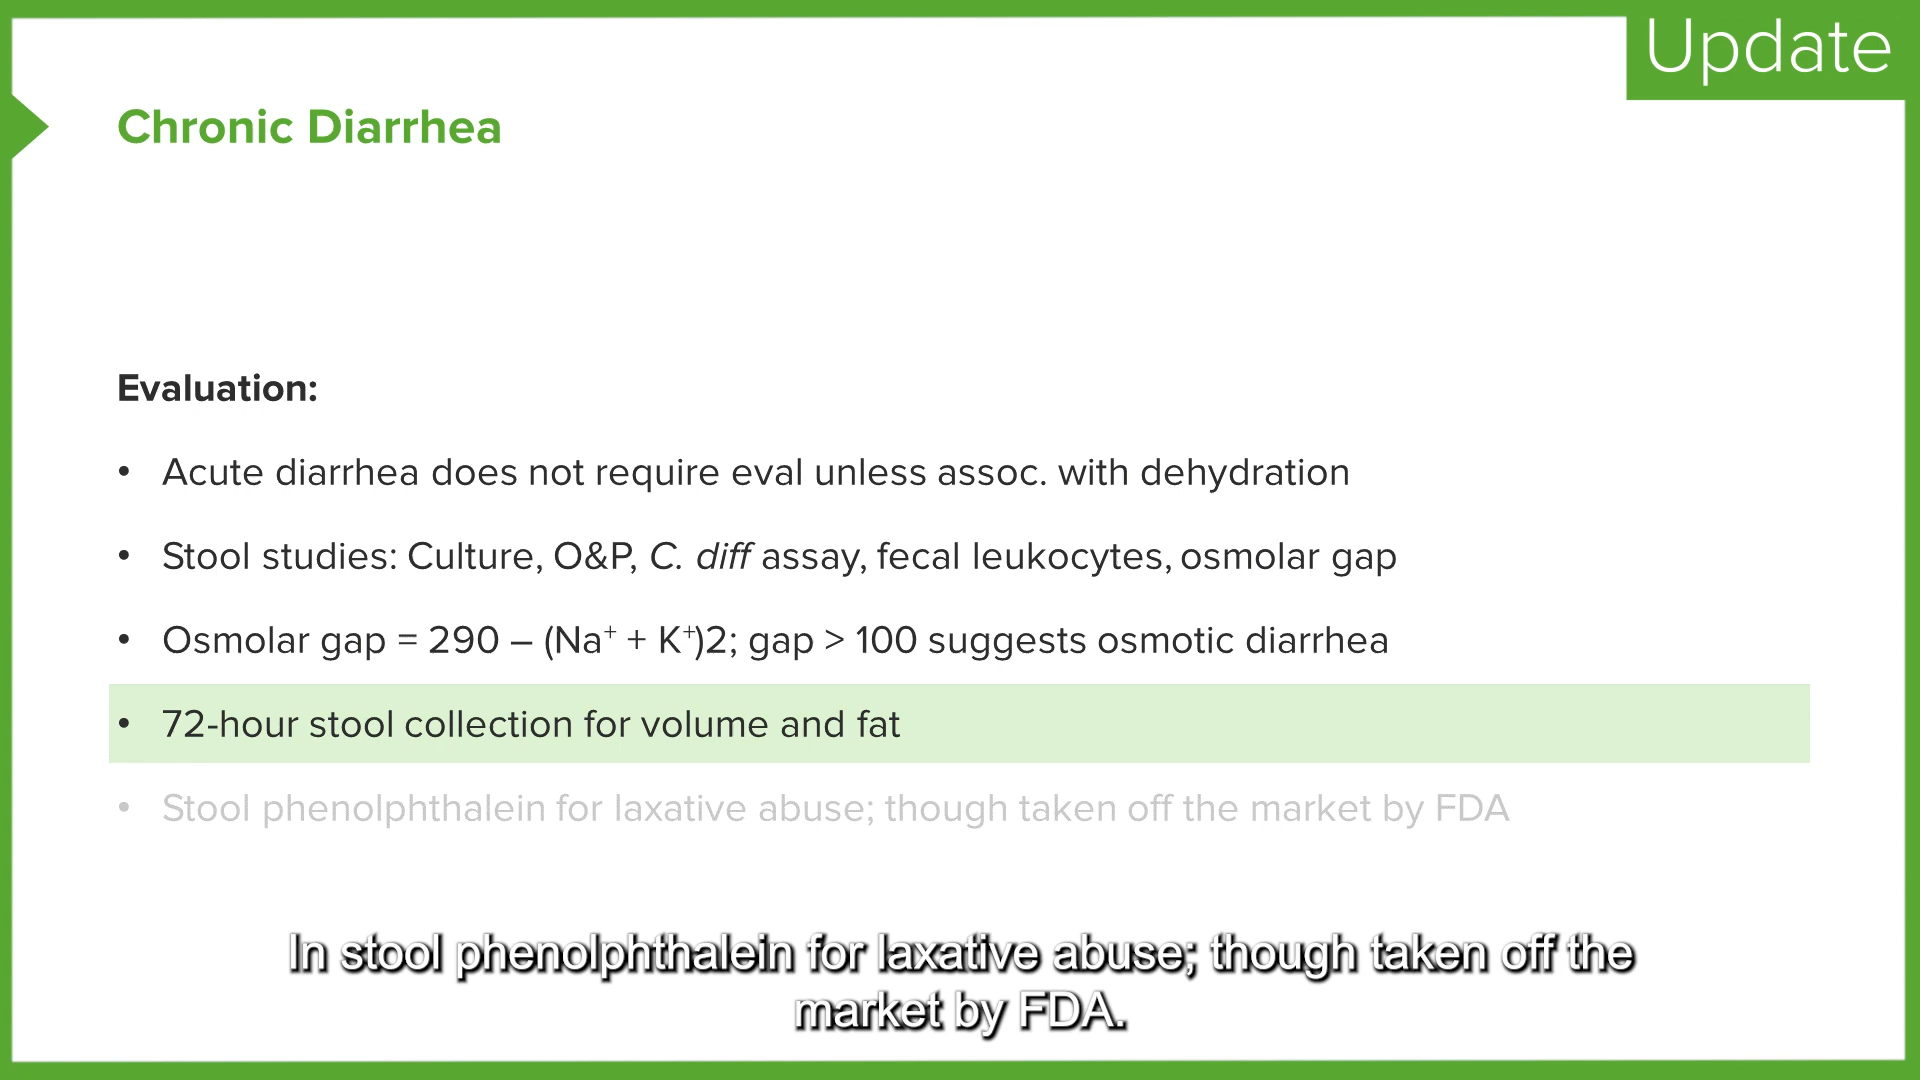 Update
Chronic Diarrhea
Evaluation:
• Acute diarrhea does not require eval unless assoc. with dehydration
• Stool studies: Culture, O&P, C. diff assay, fecal leukocytes, osmolar gap
• Osmolar gap = 290 – (Na⁺ + K⁺)2; gap > 100 suggests osmotic diarrhea
• 72-hour stool collection for volume and fat
• Stool phenolphthalein for laxative abuse; though taken off the market by FDA
In stool phenolphthalein for laxative abuse; though taken off the
market by FDA.